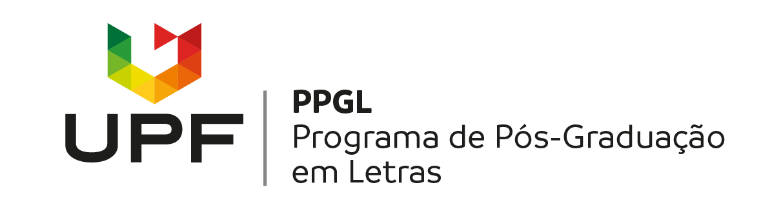 UPF
PPGL
Programa de Pós-Graduação
em Letras